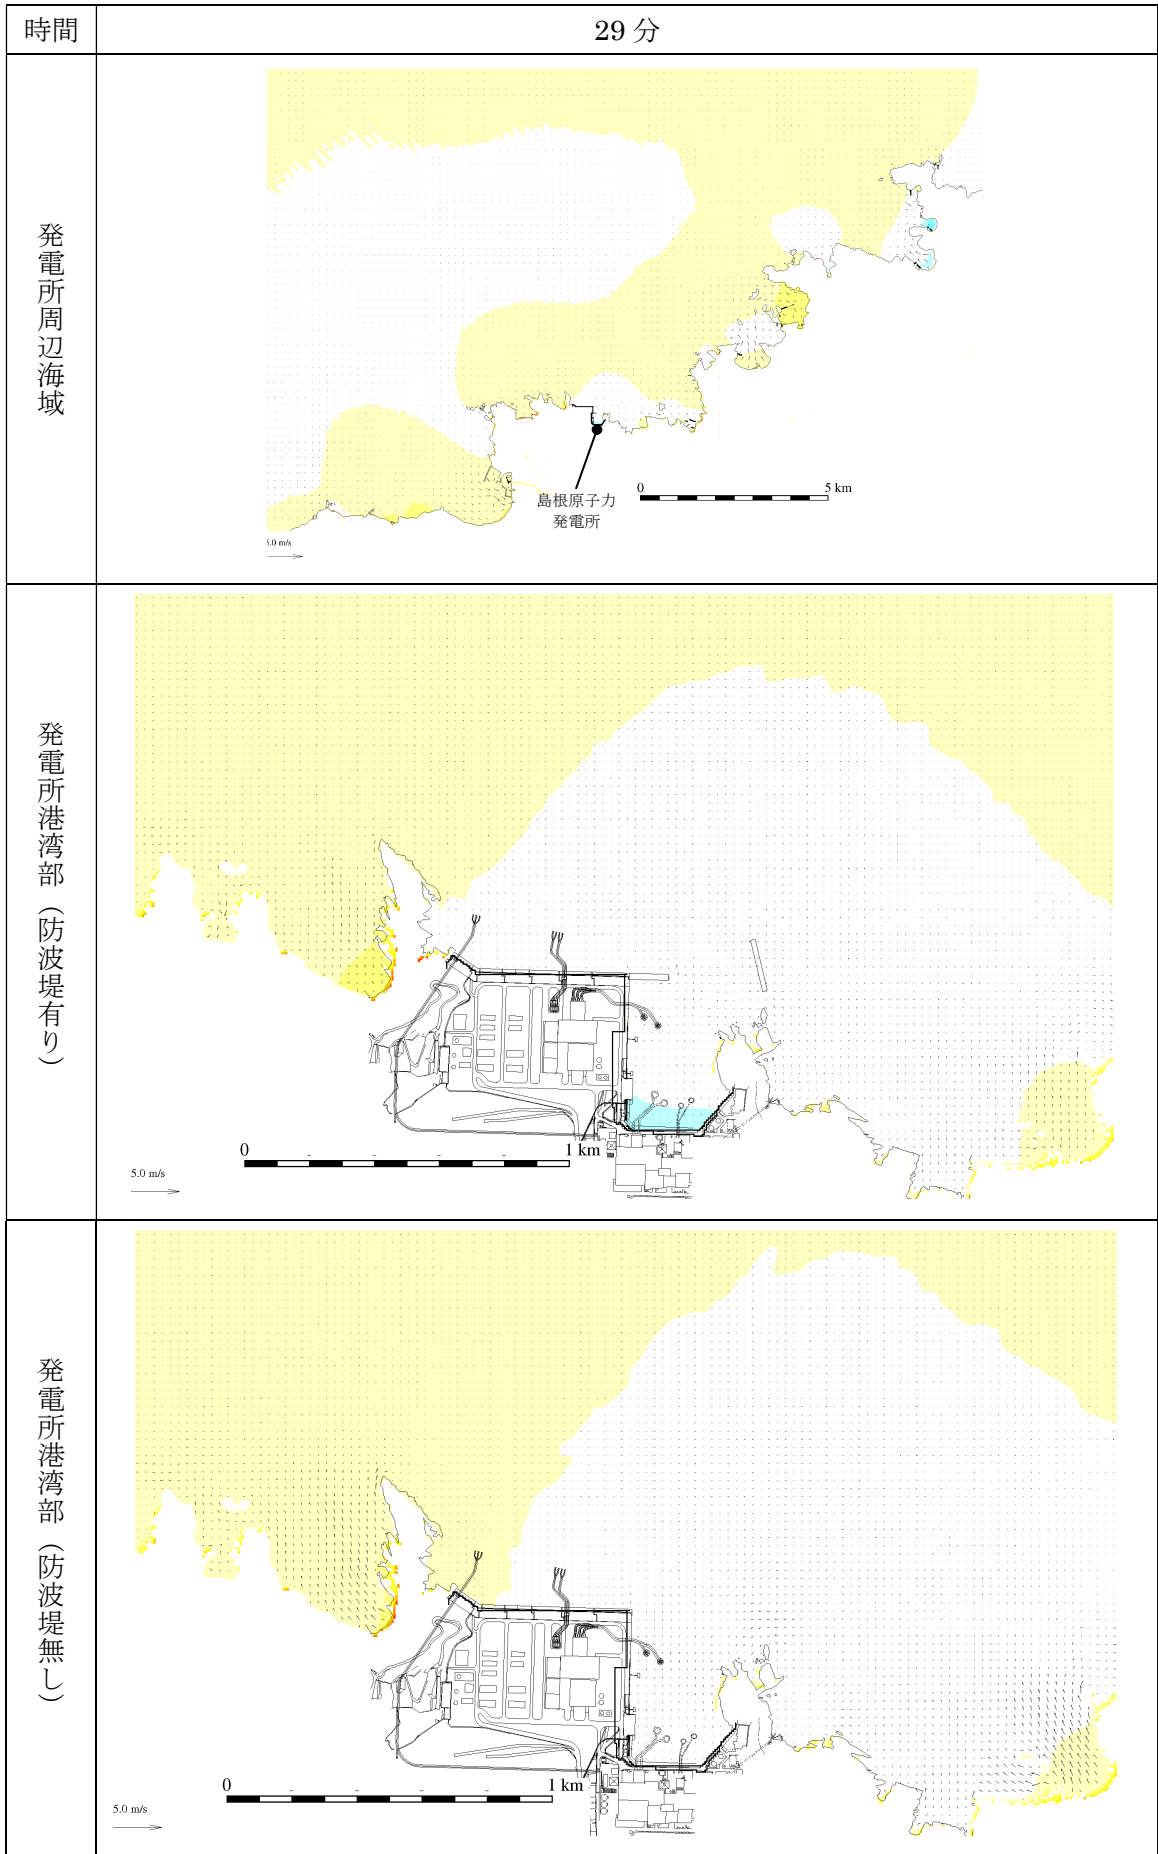 時間
29 分
発電所周辺海域
島根原子力
発電所
0 5 km
5.0 m/s
発電所港湾部（防波堤有り）
0 1 km
5.0 m/s
発電所港湾部（防波堤無し）
0 1 km
5.0 m/s